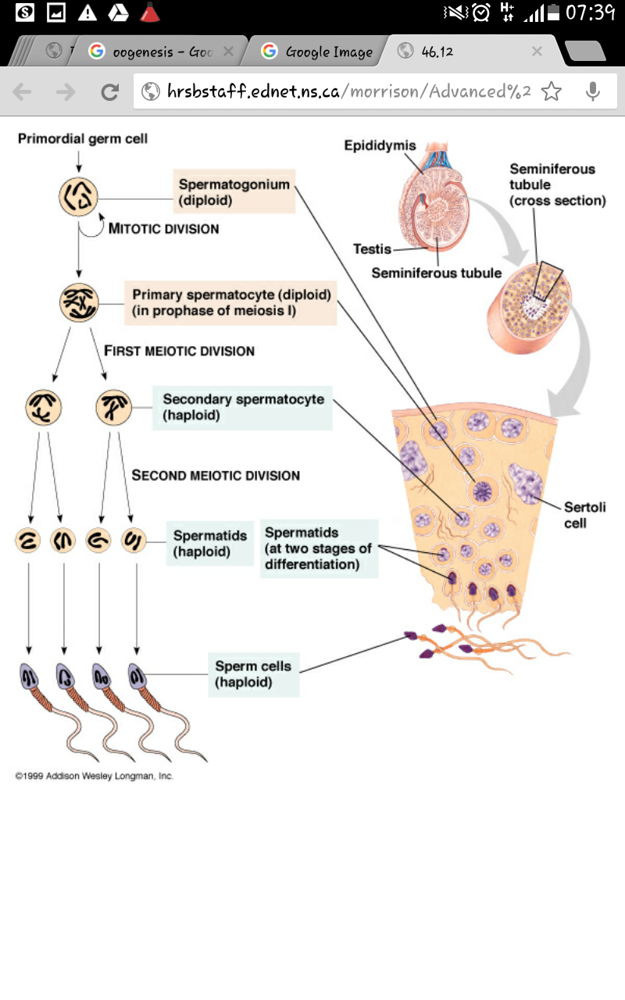 07:39
oogenesis - Goo
Google Image
46.12
hrsbstaff.ednet.ns.ca/morrison/Advanced%2
Primordial germ cell
Spermatogonium
(diploid)
MITOTIC DIVISION
Primary spermatocyte (diploid)
(in prophase of meiosis I)
FIRST MEIOTIC DIVISION
Secondary spermatocyte
(haploid)
SECOND MEIOTIC DIVISION
Spermatids
(haploid)
Spermatids
(at two stages of
differentiation)
Sperm cells
(haploid)
Epididymis
Testis
Seminiferous tubule
Seminiferous
tubule
(cross section)
Sertoli
cell
©1999 Addison Wesley Longman, Inc.